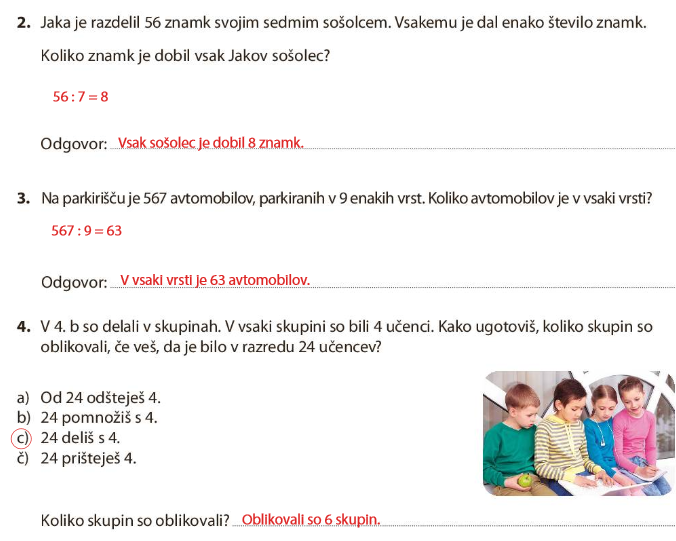 2. Jaka je razdelil 56 znamk svojim sedmim sošolcem. Vsakemu je dal enako število znamk.
Koliko znamk je dobil vsak Jakov sošolec?
56 : 7 = 8
Odgovor: Vsak sošolec je dobil 8 znamk.
3. Na parkirišču je 567 avtomobilov, parkiranih v 9 enakih vrst. Koliko avtomobilov je v vsaki vrsti?
567 : 9 = 63
Odgovor: V vsaki vrsti je 63 avtomobilov.
4. V 4. b so delali v skupinah. V vsaki skupini so bili 4 učenci. Kako ugotoviš, koliko skupin so
oblikovali, če veš, da je bilo v razredu 24 učencev?
a) Od 24 odšteješ 4.
b) 24 pomnožiš s 4.
c) 24 deliš s 4.
č) 24 prišteješ 4.
Koliko skupin so oblikovali? Oblikovali so 6 skupin.